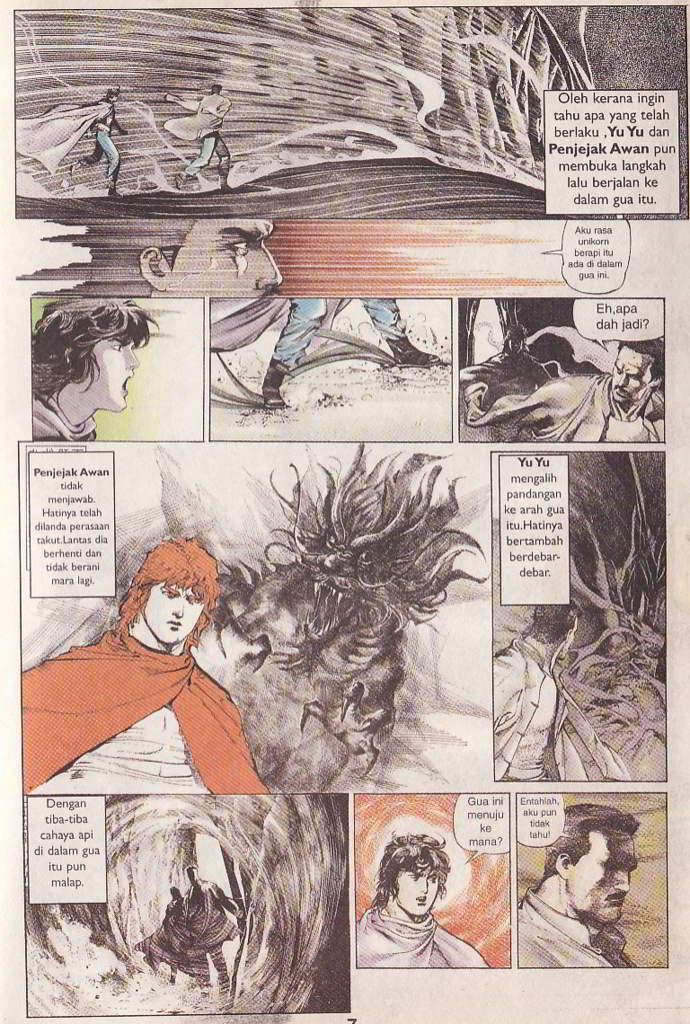 Oleh kerana ingin
tahu apa yang telah
berlaku ,Yu Yu dan
Penjejak Awan pun
membuka langkah
lalu berjalan ke
dalam gua itu.
Aku rasa
unikorn
berapi itu
ada di dalam
gua ini.
Eh,apa
dah jadi?
Penjejak Awan
tidak
menjawab.
Hatinya telah
dilanda perasaan
takut.Lantas dia
berhenti dan
tidak berani
mara lagi.
Yu Yu
mengalih
pandangan
ke arah gua
itu.Hatinya
bertambah
berdebar-
debar.
Dengan
tiba-tiba
cahaya api
di dalam gua
itu pun
malap.
Gua ini
menuju
ke
mana?
Entahlah,
aku pun
tidak
tahu!
7